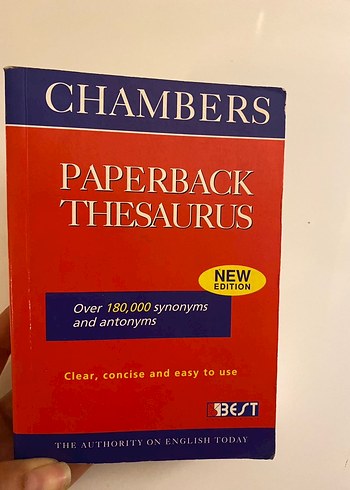 CHAMBERS
PAPERBACK
THESAURUS
NEW
EDITION
Over 180,000 synonyms
and antonyms
Clear, concise and easy to use
BEST
THE AUTHORITY ON ENGLISH TODAY